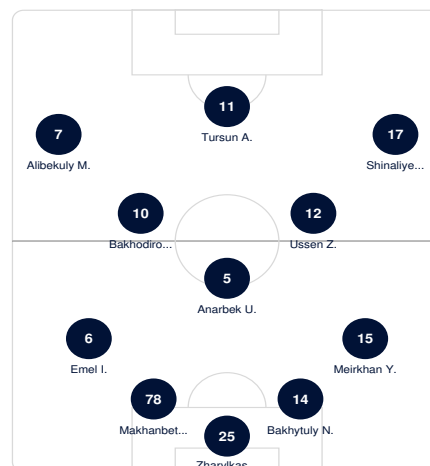 11
Tursun A.
7
Alibekuly M.
17
Shinaliye...
10
Bakhodiro...
12
Ussen Z.
5
Anarbek U.
6
Emel I.
15
Meirkhan Y.
78
Makhanbet...
14
Bakhytuly N.
25
Zharylkas...